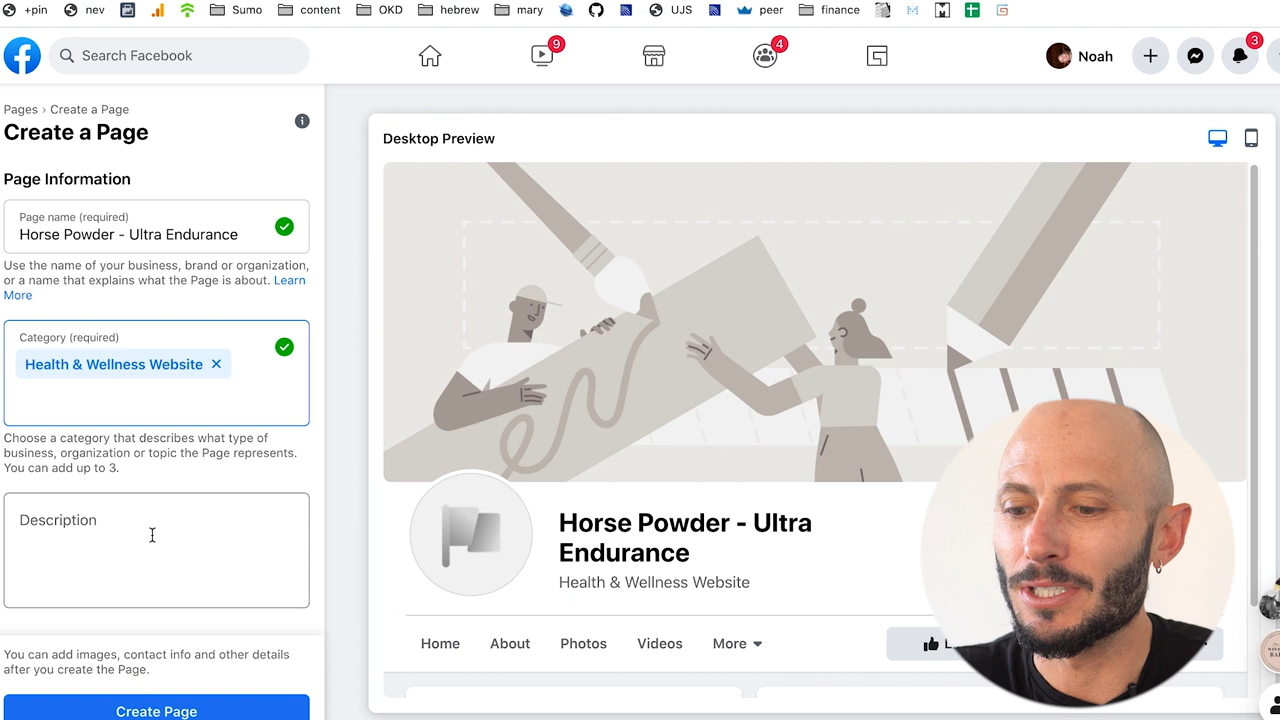 +pin nev Sumo content OKD hebrew mary UJS peer finance
Search Facebook
9
4
Noah
3
Pages › Create a Page
Create a Page
Page Information
Page name (required)
Horse Powder - Ultra Endurance
Use the name of your business, brand or organization,
or a name that explains what the Page is about. Learn
More
Category (required)
Health & Wellness Website
Choose a category that describes what type of
business, organization or topic the Page represents.
You can add up to 3.
Description
You can add images, contact info and other details
after you create the Page.
Create Page
Desktop Preview
Horse Powder - Ultra
Endurance
Health & Wellness Website
Home About Photos Videos More